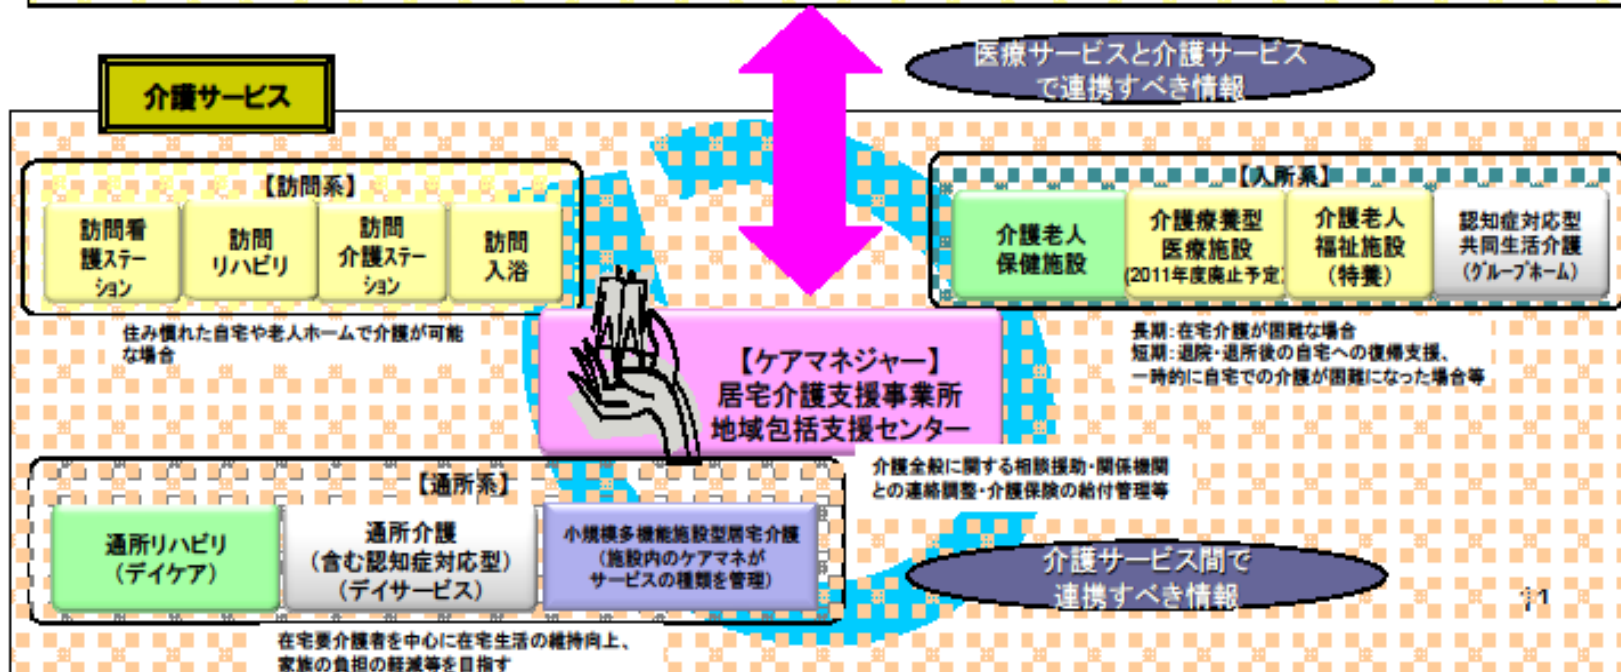 医療サービスと介護サービス
で連携すべき情報
介護サービス
【訪問系】
訪問看
護ステー
ション
訪問
リハビリ
訪問
介護ステー
ション
訪問
入浴
住み慣れた自宅や老人ホームで介護が可能
な場合
【入所系】
介護老人
保健施設
介護療養型
医療施設
(2011年度廃止予定)
介護老人
福祉施設
(特養)
認知症対応型
共同生活介護
(グループホーム)
長期:在宅介護が困難な場合
短期:退院・退所後の自宅への復帰支援、
一時的に自宅での介護が困難になった場合等
【ケアマネジャー】
居宅介護支援事業所
地域包括支援センター
介護全般に関する相談援助・関係機関
との連絡調整・介護保険の給付管理等
【通所系】
通所リハビリ
(デイケア)
通所介護
(含む認知症対応型)
(デイサービス)
小規模多機能施設型居宅介護
(施設内のケアマネが
サービスの種類を管理)
在宅要介護者を中心に在宅生活の維持向上、
家族の負担の軽減等を目指す
介護サービス間で
連携すべき情報
11